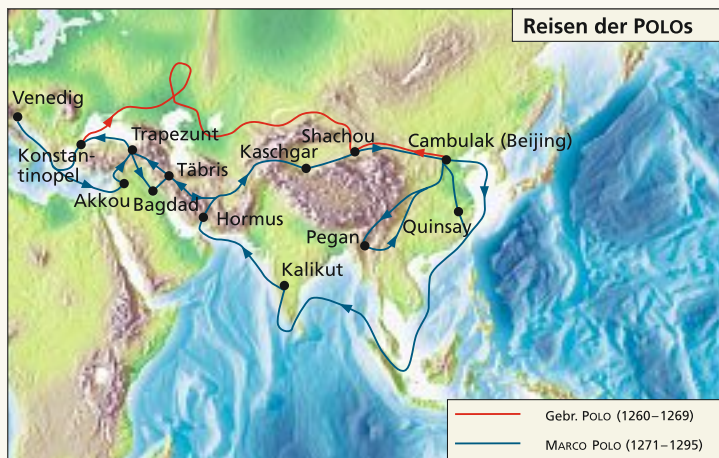 Reisen der POLOs
Venedig
Trapezunt
Shachou
Cambulak (Beijing)
Konstan-
tinopel
Kaschgar
Täbris
Akkou
Bagdad
Hormus
Pegan
Quinsay
Kalikut
Gebr. POLO (1260–1269)
MARCO POLO (1271–1295)